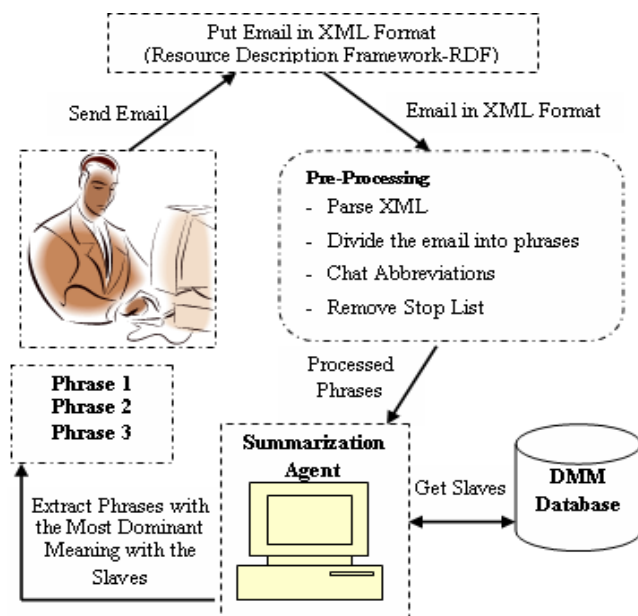 Put Email in XML Format
(Resource Description Framework-RDF)
Send Email
Email in XML Format
Pre-Processing
- Parse XML
- Divide the email into phrases
- Chat Abbreviations
- Remove Stop List
Processed
Phrases
Phrase 1
Phrase 2
Phrase 3
Summarization
Agent
Get Slaves
DMM
Database
Extract Phrases with
the Most Dominant
Meaning with the
Slaves